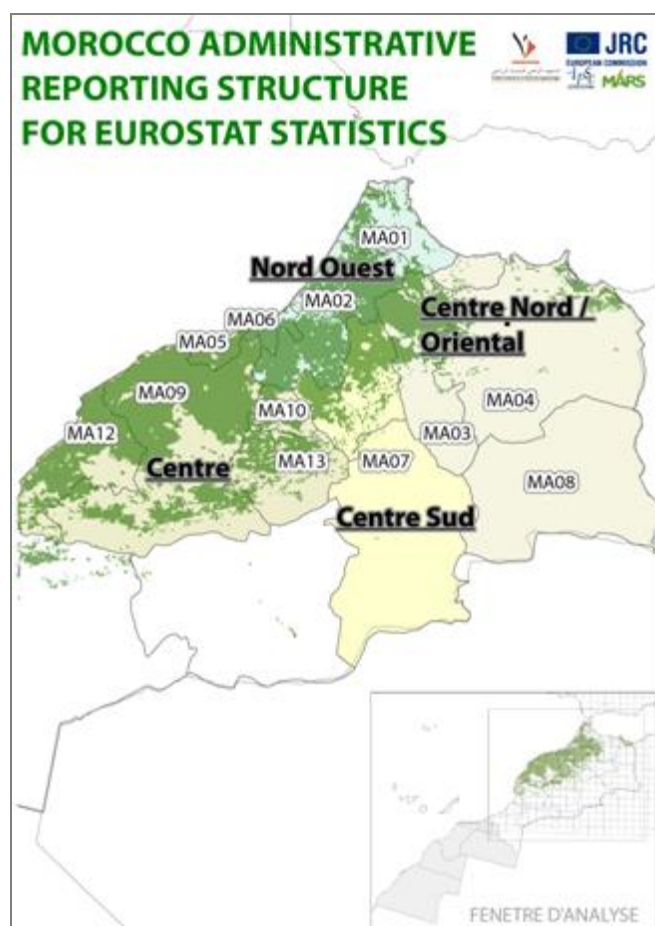 MOROCCO ADMINISTRATIVE
REPORTING STRUCTURE
FOR EUROSTAT STATISTICS
JRC
EUROPEAN COMMISSION
MARS
MA01
Nord Ouest
MA02
Centre Nord /
Oriental
MA06
MA05
MA09
MA10
MA04
MA12
MA03
Centre
MA13
MA07
MA08
Centre Sud
FENETRE D'ANALYSE